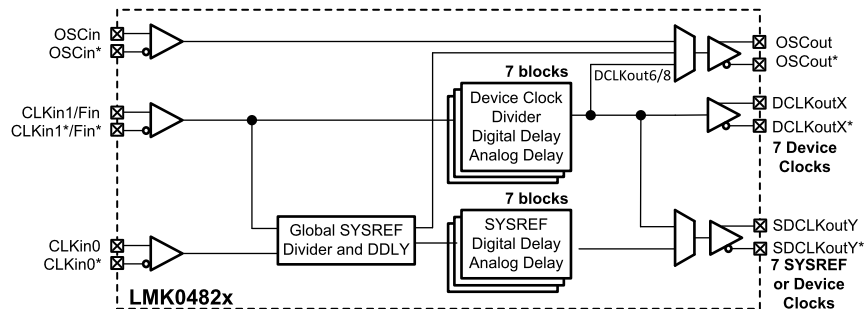 OSCin
OSCin*
OSCout
OSCout*
7 blocks
DCLKout6/8
CLKin1/Fin
CLKin1*/Fin*
Device Clock
Divider
Digital Delay
Analog Delay
DCLKoutX
DCLKoutX*
7 Device
Clocks
7 blocks
CLKin0
CLKin0*
Global SYSREF
Divider and DDLY
SYSREF
Digital Delay
Analog Delay
SDCLKoutY
SDCLKoutY*
7 SYSREF
or Device
Clocks
LMK0482x